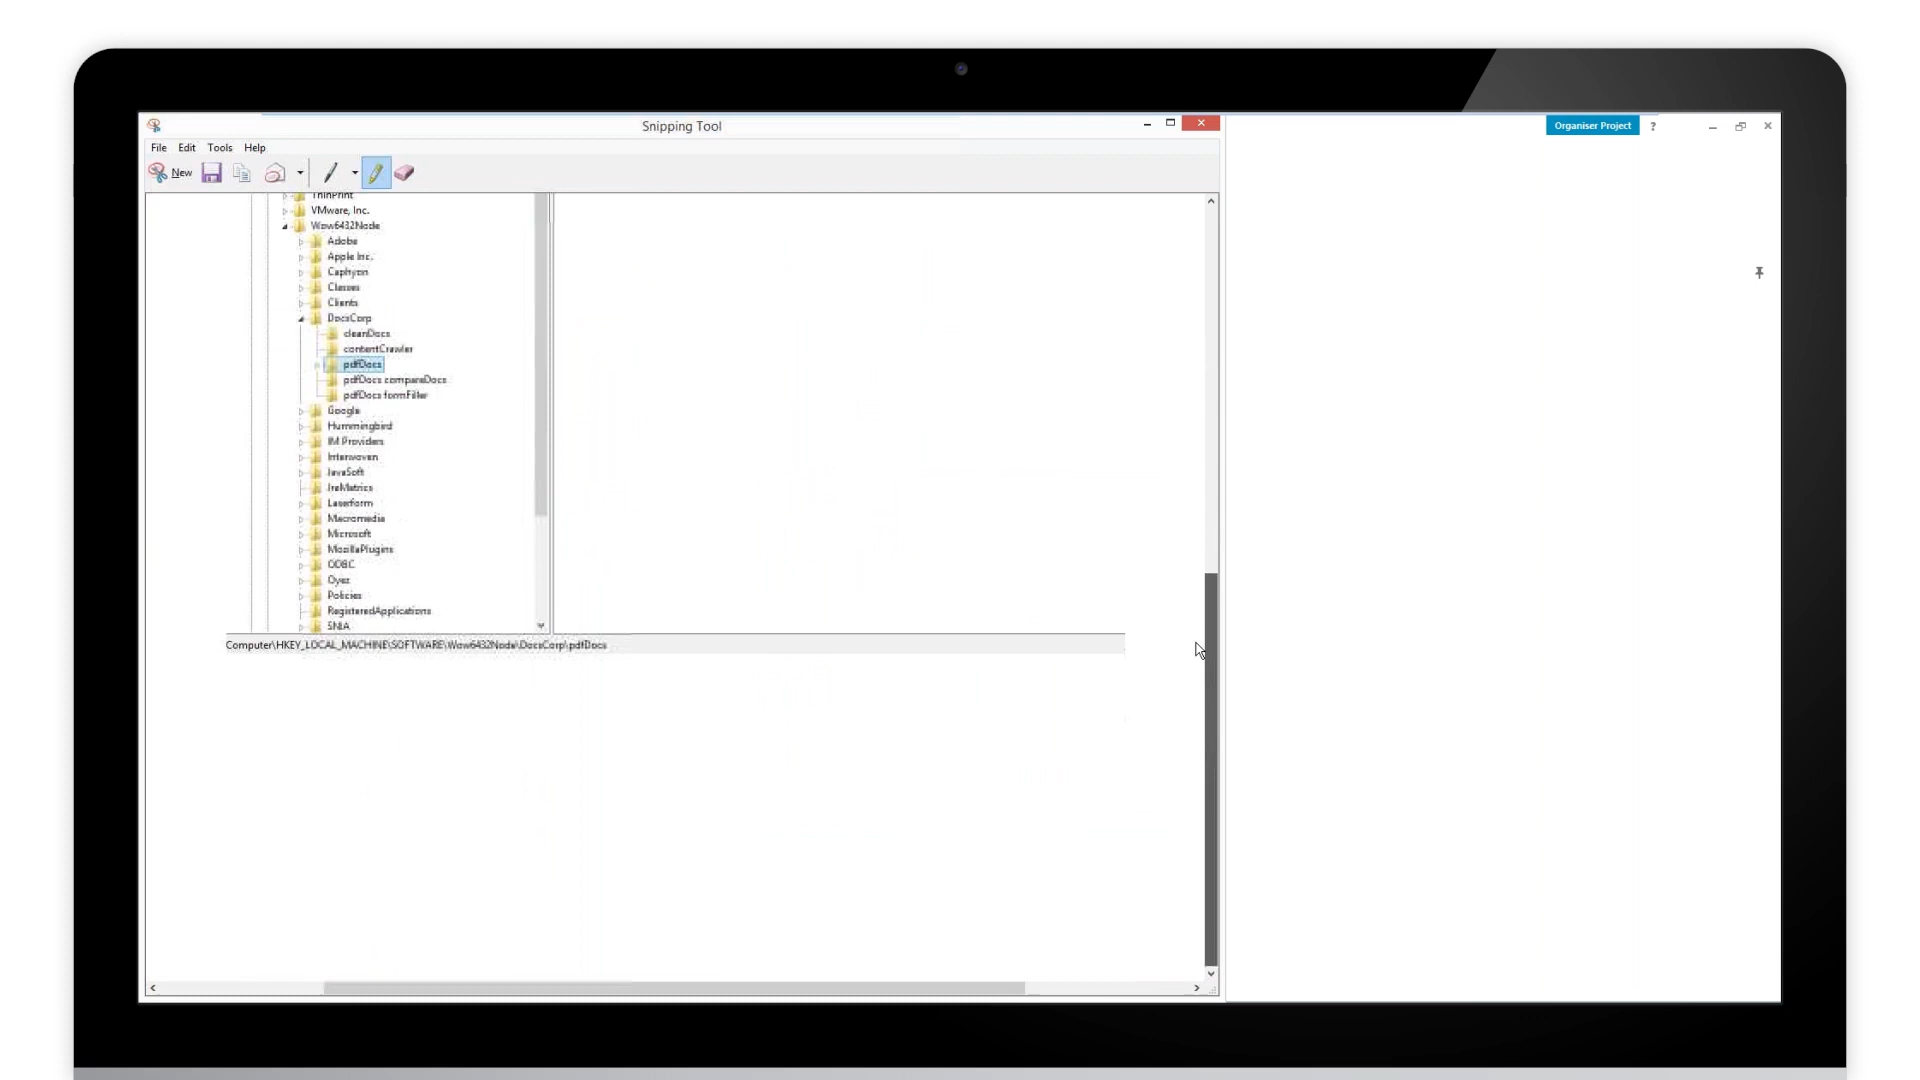 Snipping Tool
Organiser Project
?
File Edit Tools Help
New
ThinPrint
VMware, Inc.
Wow6432Node
Adobe
Apple Inc.
Caphyon
Classes
Clients
DocsCorp
cleanDocs
contentCrawler
pdfDocs
pdfDocs compareDocs
pdfDocs formFiller
Google
Hummingbird
IM Providers
Interwoven
JavaSoft
JreMetrics
Laserform
Macromedia
Microsoft
MozillaPlugins
ODBC
Oyez
Policies
RegisteredApplications
SNIA
Computer\HKEY_LOCAL_MACHINE\SOFTWARE\Wow6432Node\DocsCorp\pdfDocs